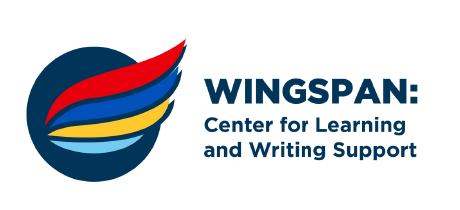 WINGSPAN:
Center for Learning
and Writing Support